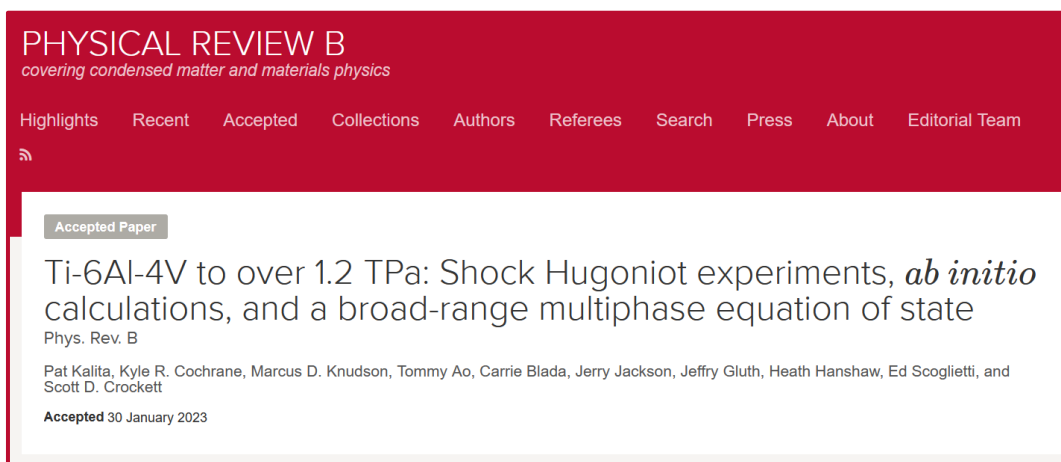 PHYSICAL REVIEW B
covering condensed matter and materials physics
Highlights Recent Accepted Collections Authors Referees Search Press About Editorial Team
Accepted Paper
Ti-6Al-4V to over 1.2 TPa: Shock Hugoniot experiments, ab initio
calculations, and a broad-range multiphase equation of state
Phys. Rev. B
Pat Kalita, Kyle R. Cochrane, Marcus D. Knudson, Tommy Ao, Carrie Blada, Jerry Jackson, Jeffry Gluth, Heath Hanshaw, Ed Scoglietti, and
Scott D. Crockett
Accepted 30 January 2023